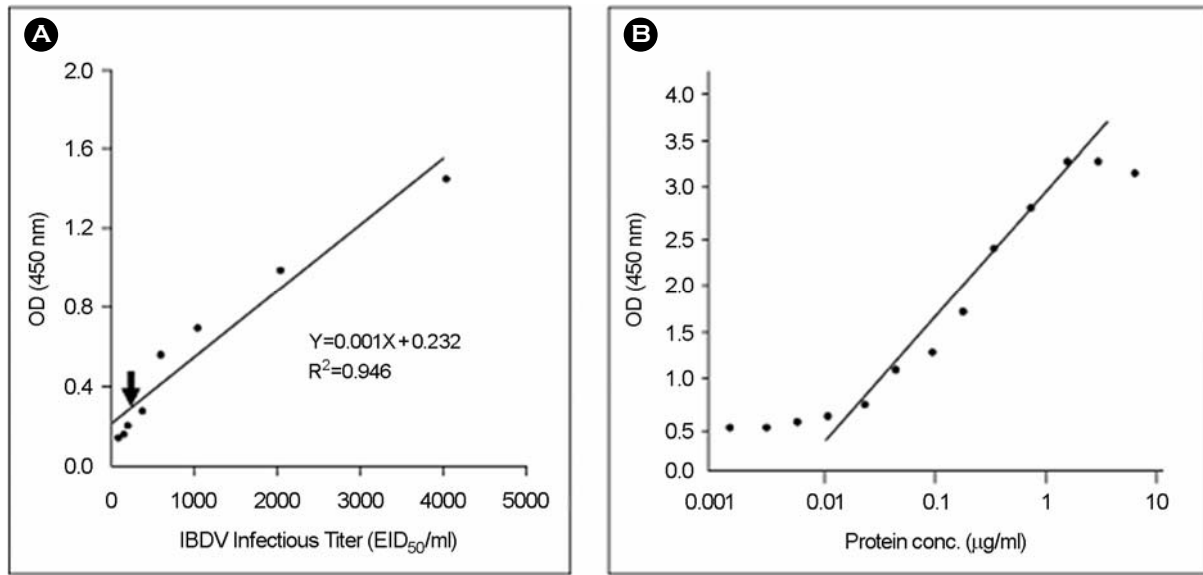 A
2.0
1.6
1.2
0.8
0.4
0.0
OD (450 nm)
Y=0.001X+0.232
R²=0.946
0 1000 2000 3000 4000 5000
IBDV Infectious Titer (EID₅₀/ml)
B
4.0
3.5
3.0
2.5
2.0
1.5
1.0
0.5
0.0
OD (450 nm)
0.001 0.01 0.1 1 10
Protein conc. (μg/ml)